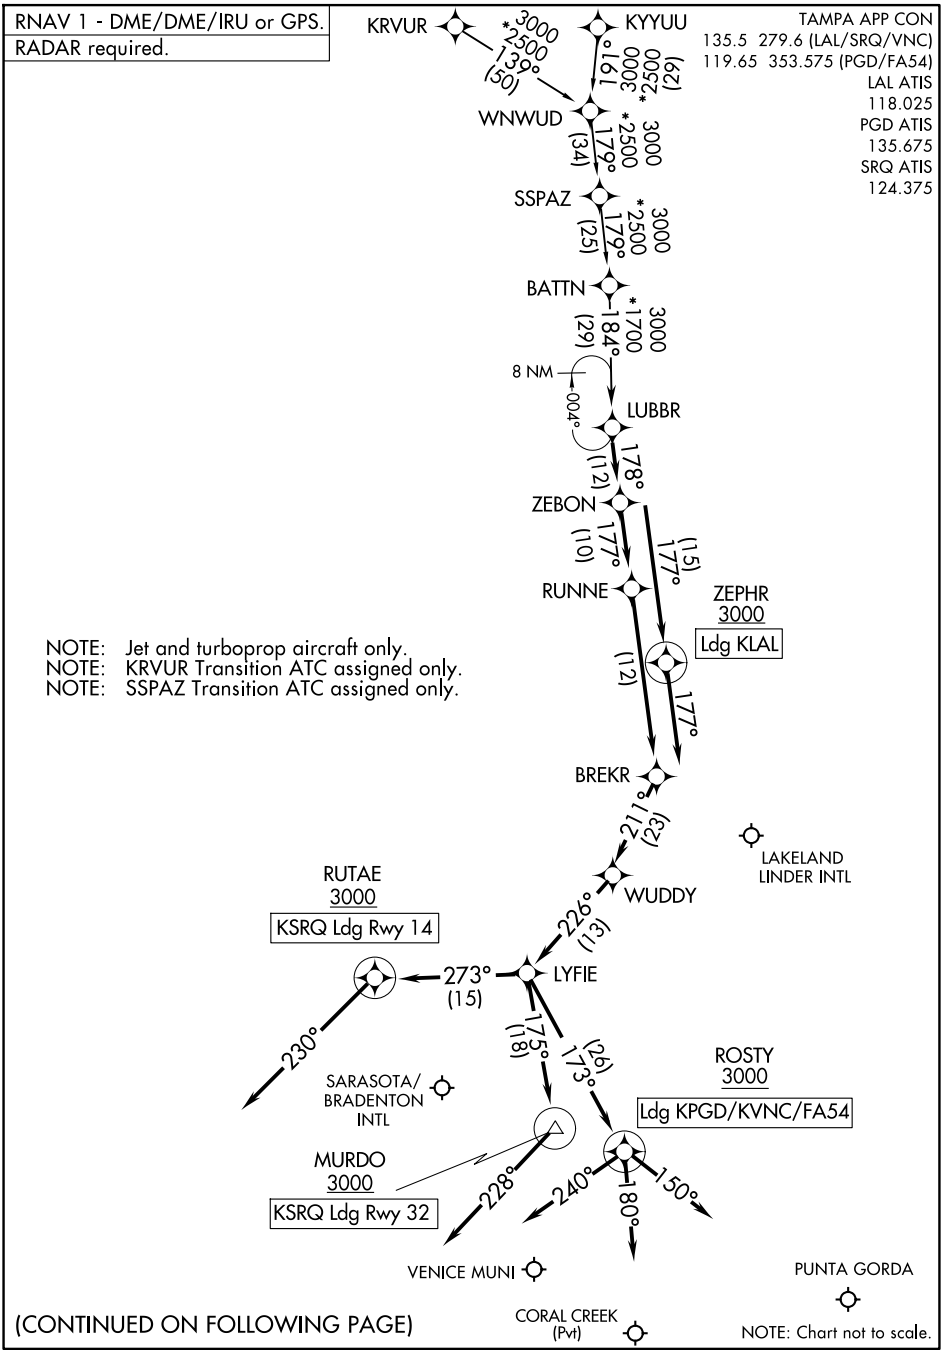 RNAV 1 - DME/DME/IRU or GPS.
RADAR required.
TAMPA APP CON
135.5 279.6 (LAL/SRQ/VNC)
119.65 353.575 (PGD/FA54)
LAL ATIS
118.025
PGD ATIS
135.675
SRQ ATIS
124.375
KRVUR
3000
*2500
139°
(50)
KYYUU
(29)
*2500
3000
191°
WNWUD
3000
*2500
179°
(34)
SSPAZ
3000
*2500
179°
(25)
BATTN
3000
*1700
184°
(29)
8 NM
004°
LUBBR
178°
(12)
ZEBON
177°
(10)
(15)
177°
RUNNE
ZEPHR
3000
Ldg KLAL
(12)
177°
NOTE: Jet and turboprop aircraft only.
NOTE: KRVUR Transition ATC assigned only.
NOTE: SSPAZ Transition ATC assigned only.
BREKR
211°
(23)
LAKELAND
LINDER INTL
WUDDY
226°
(13)
RUTAE
3000
KSRQ Ldg Rwy 14
273°
(15)
LYFIE
230°
175°
(18)
(26)
173°
SARASOTA/
BRADENTON
INTL
ROSTY
3000
Ldg KPGD/KVNC/FA54
MURDO
3000
KSRQ Ldg Rwy 32
228°
240°
180°
150°
VENICE MUNI
PUNTA GORDA
CORAL CREEK
(Pvt)
(CONTINUED ON FOLLOWING PAGE)
NOTE: Chart not to scale.